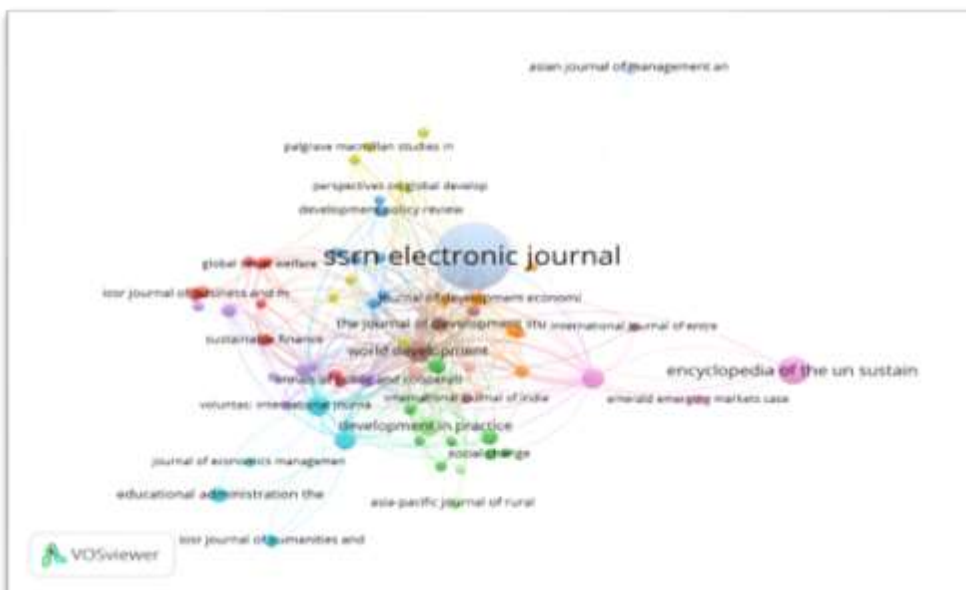 asian journal of management an
palgrave macmillan studies in
perspectives on global develop
development policy review
ssrn electronic journal
global social welfare
iosr journal of business and m
journal of development economi
the journal of development stu
international journal of entre
sustainable finance
world development
encyclopedia of the un sustain
annals of public and cooperati
international journal of india
emerald emerging markets case
voluntas: international journa
development in practice
social change
journal of economics managemen
educational administration the
asia-pacific journal of rural
iosr journal of humanities and
VOSviewer